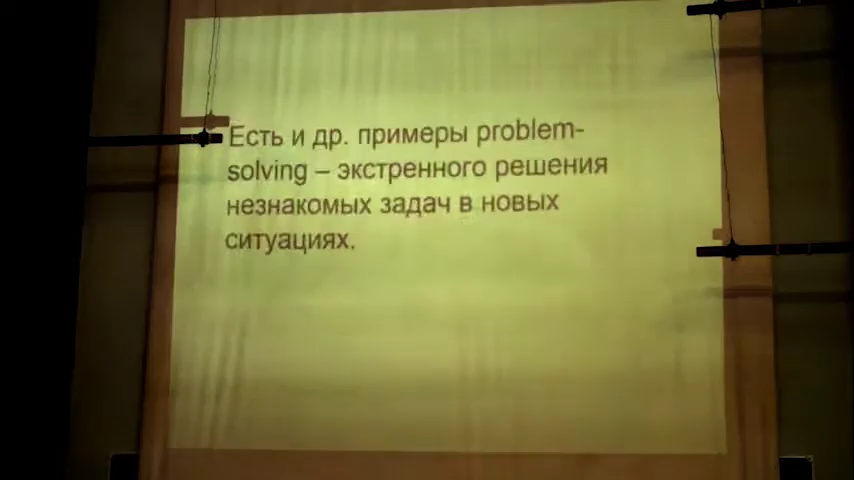 Есть и др. примеры problem-
solving – экстренного решения
незнакомых задач в новых
ситуациях.